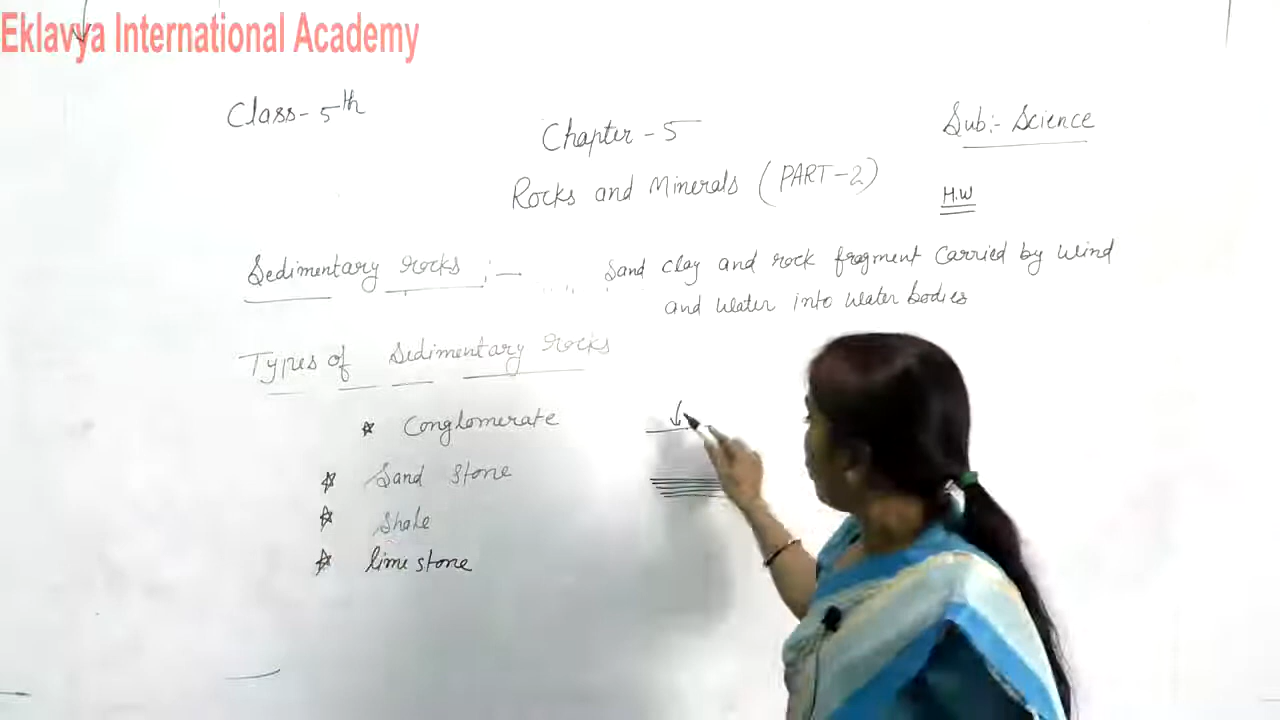 Eklavya International Academy
Class-5th
Chapter-5
Sub:- Science
Rocks and Minerals (PART-2)
H.W
Sedimentary rocks :- Sand clay and rock fragment carried by wind
and water into water bodies
Types of Sedimentary rocks
* Conglomerate
* Sand stone
* Shale
* lime stone